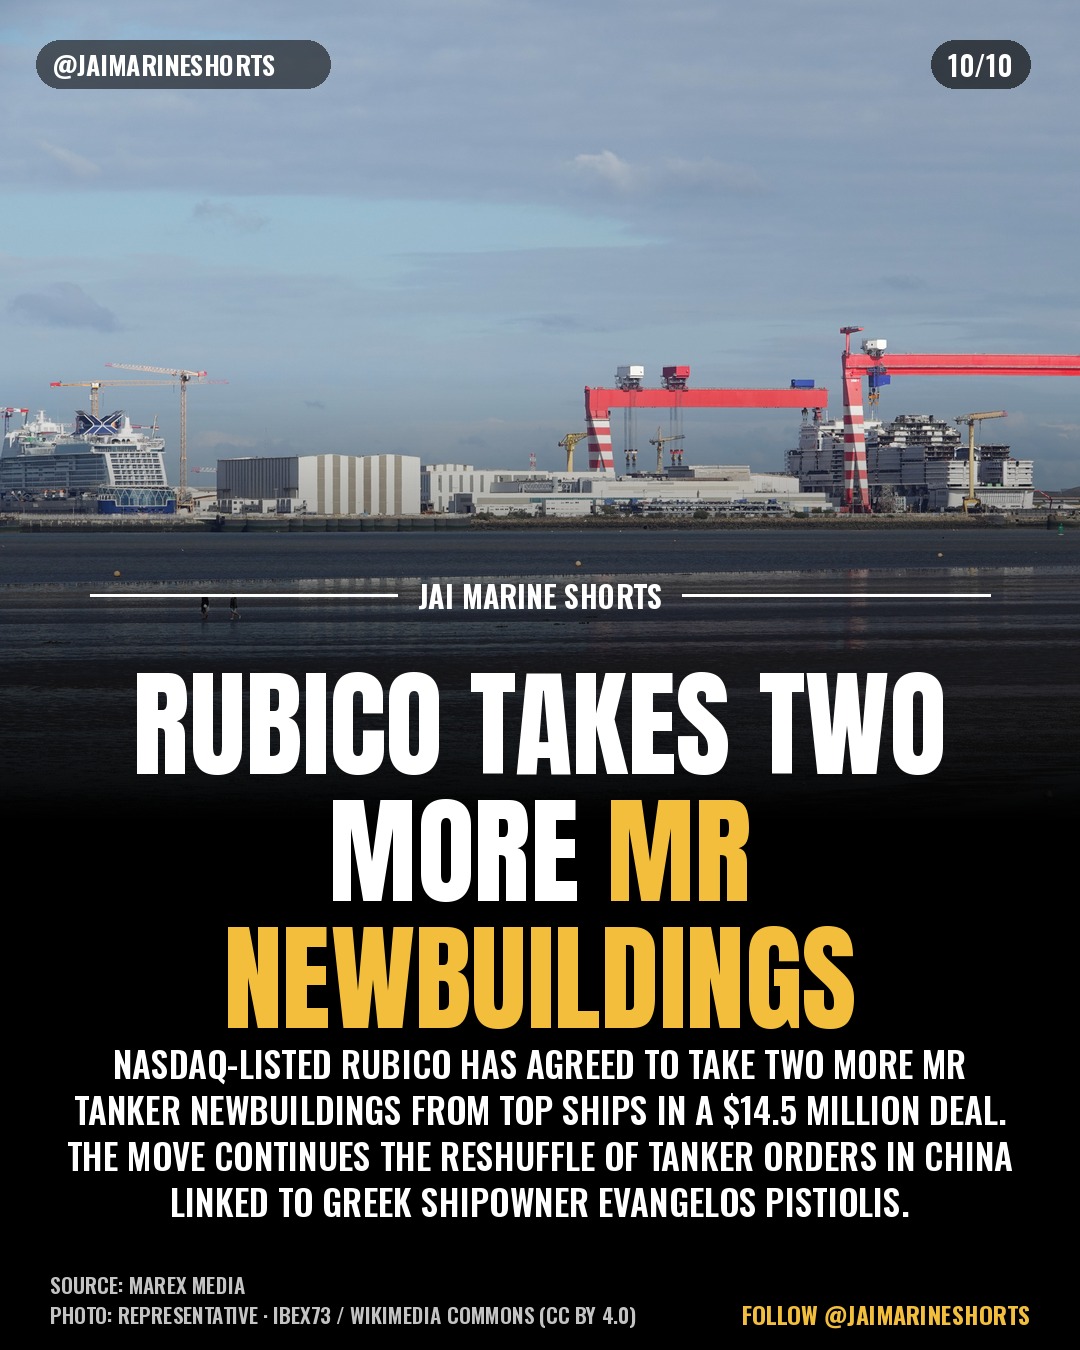 @JAIMARINESHORTS
10/10
JAI MARINE SHORTS
RUBICO TAKES TWO
MORE MR
NEWBUILDINGS
NASDAQ-LISTED RUBICO HAS AGREED TO TAKE TWO MORE MR
TANKER NEWBUILDINGS FROM TOP SHIPS IN A $14.5 MILLION DEAL.
THE MOVE CONTINUES THE RESHUFFLE OF TANKER ORDERS IN CHINA
LINKED TO GREEK SHIPOWNER EVANGELOS PISTIOLIS.
SOURCE: MAREX MEDIA
PHOTO: REPRESENTATIVE · IBEX73 / WIKIMEDIA COMMONS (CC BY 4.0)
FOLLOW @JAIMARINESHORTS